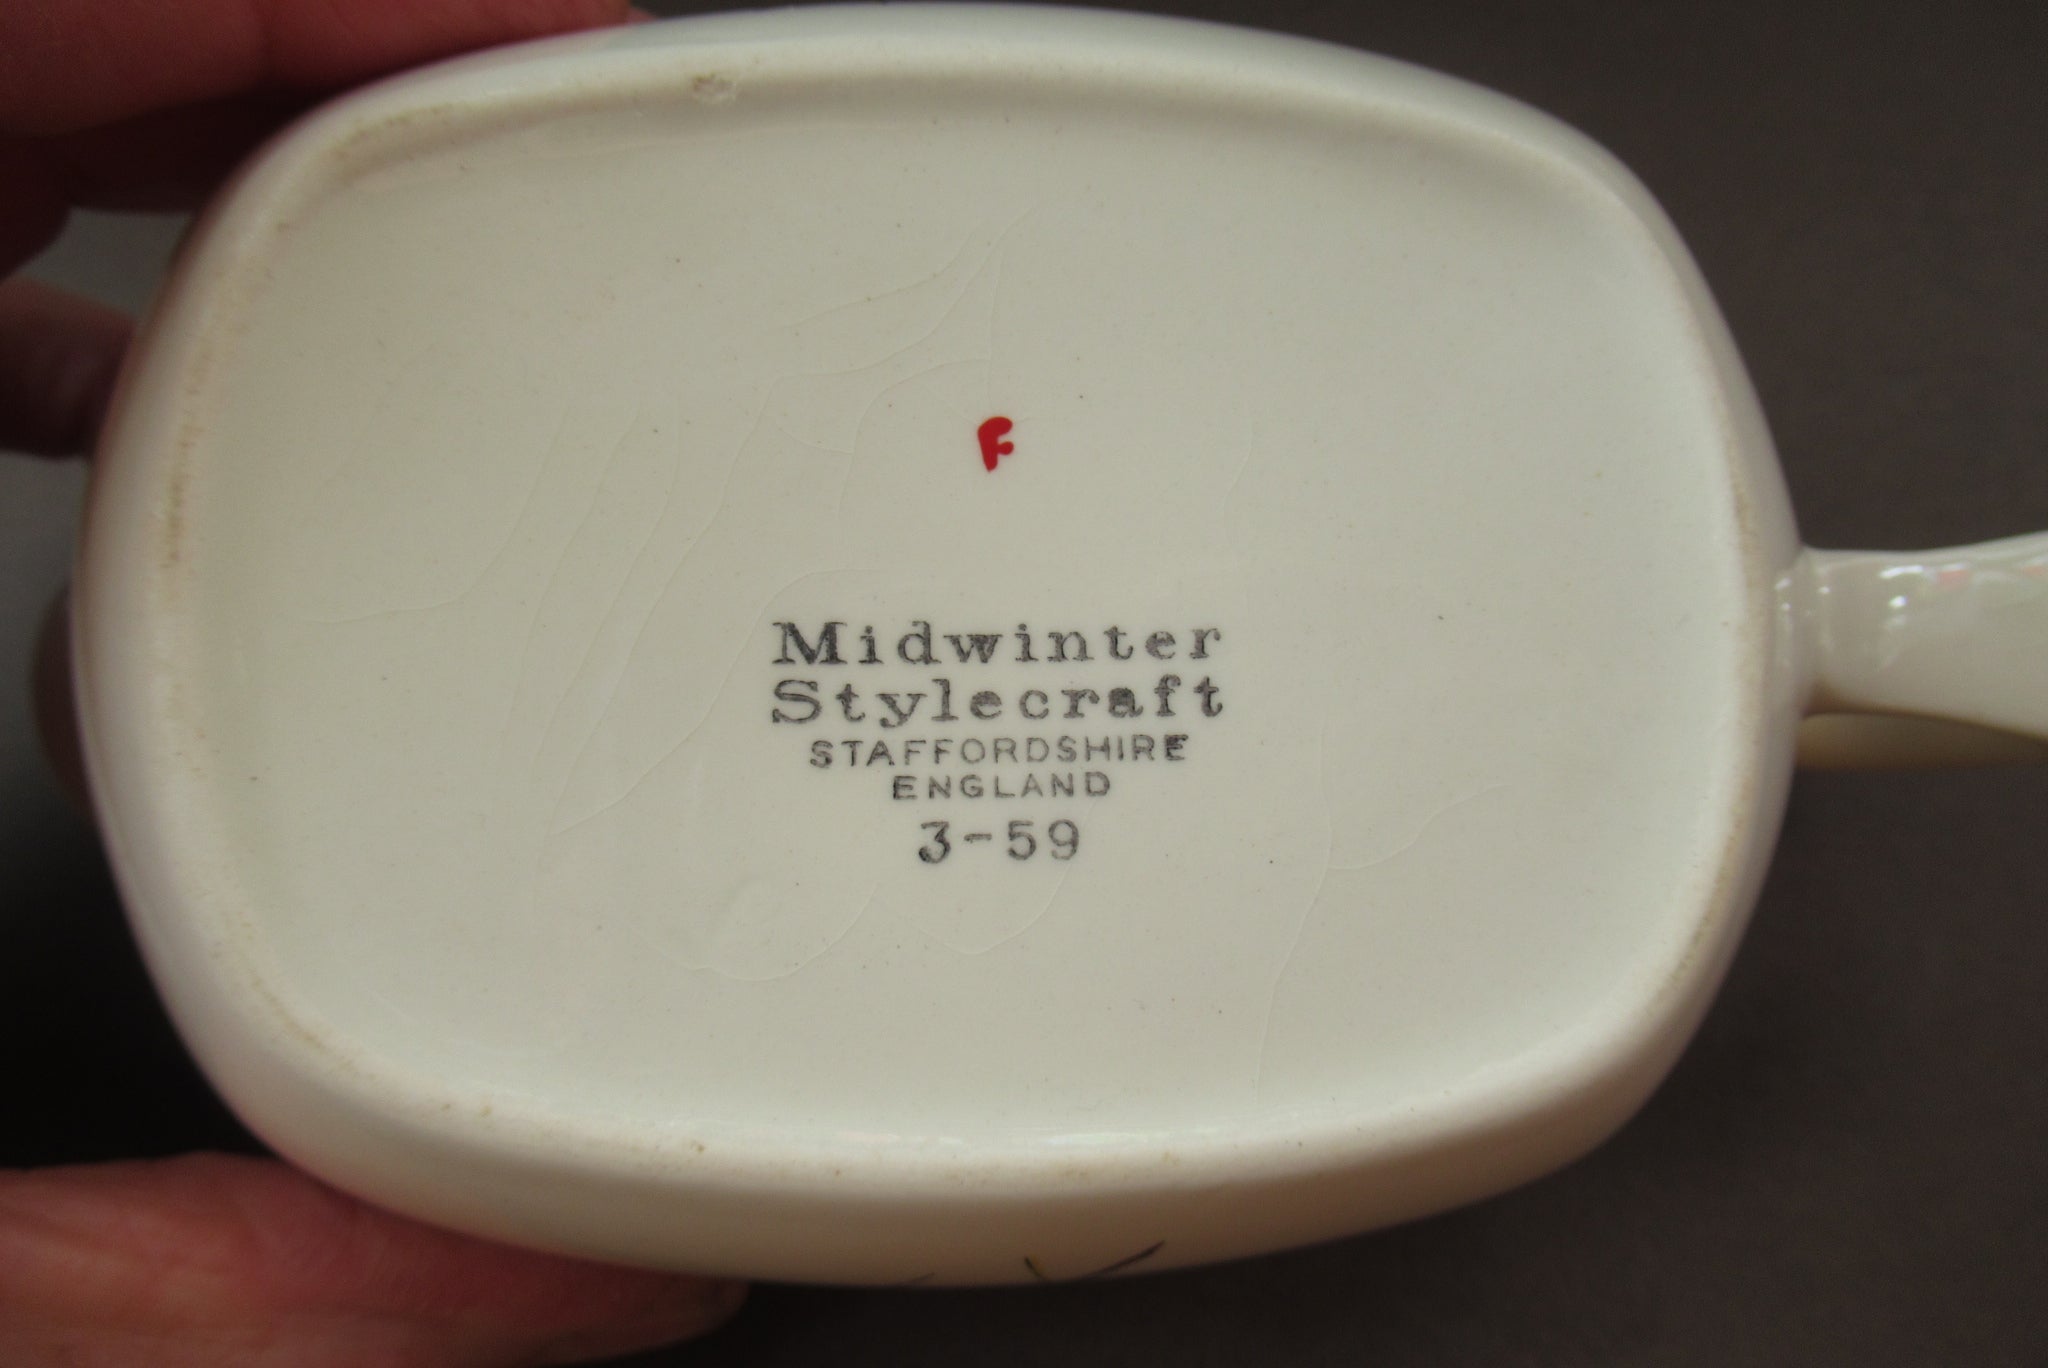 F
Midwinter
Stylecraft
STAFFORDSHIRE
ENGLAND
3-59